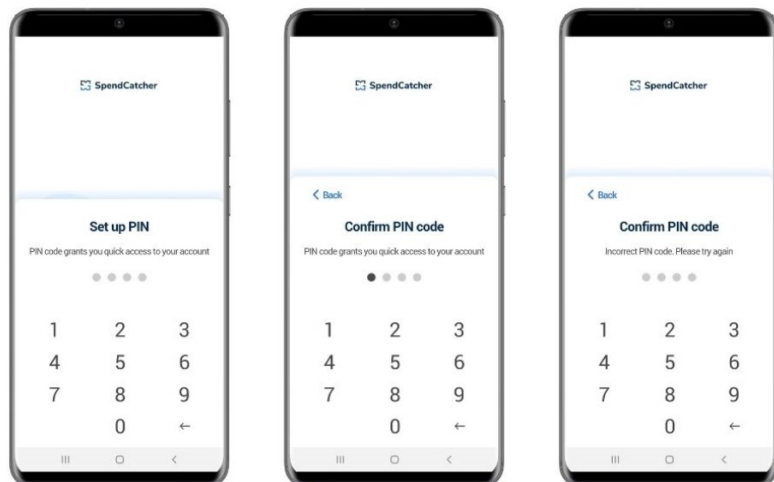 SpendCatcher
Set up PIN
PIN code grants you quick access to your account
1 2 3
4 5 6
7 8 9
0 ←
SpendCatcher
< Back
Confirm PIN code
PIN code grants you quick access to your account
1 2 3
4 5 6
7 8 9
0 ←
SpendCatcher
< Back
Confirm PIN code
Incorrect PIN code. Please try again
1 2 3
4 5 6
7 8 9
0 ←